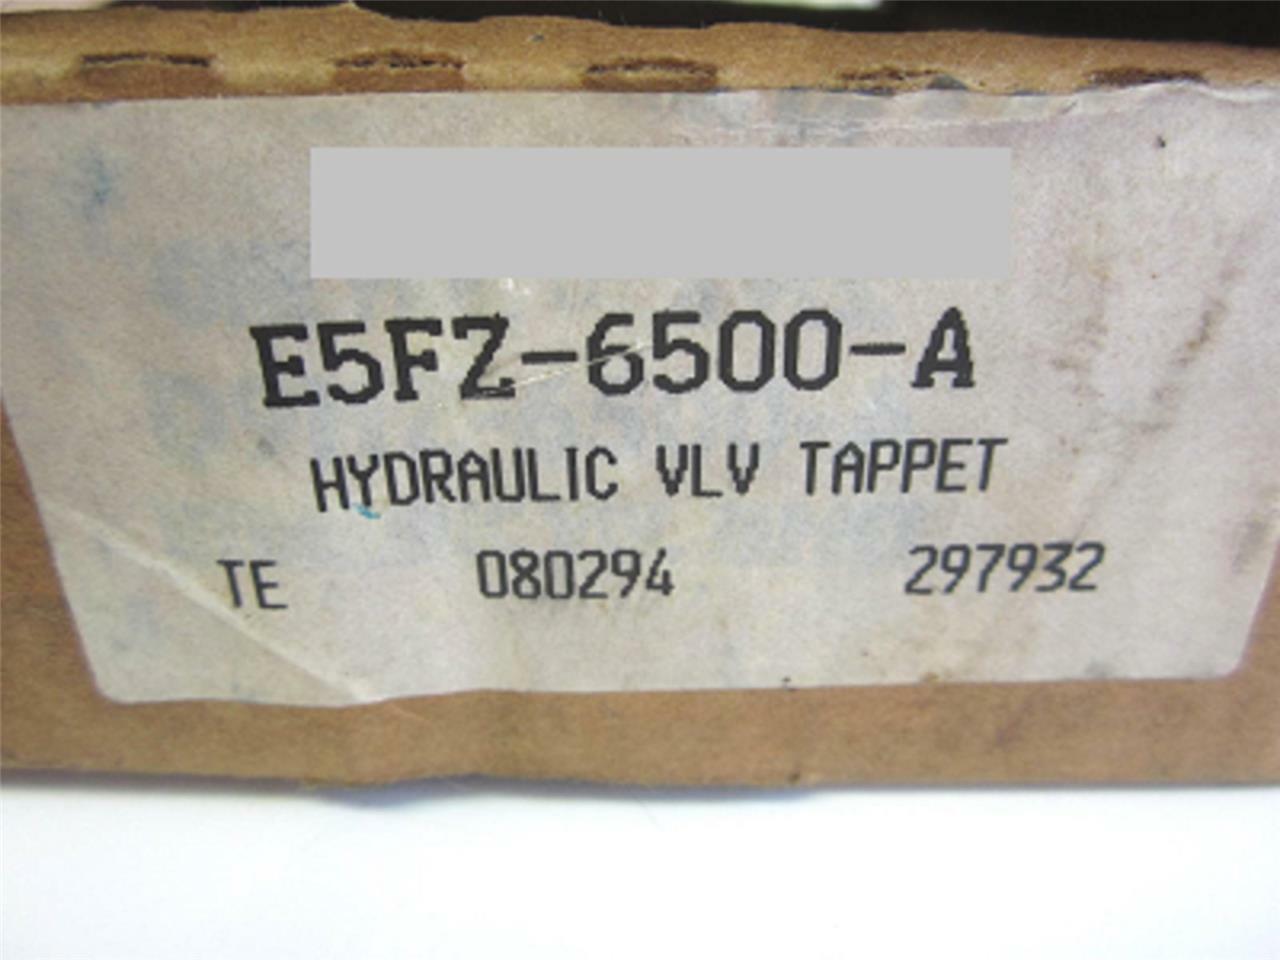 E5FZ-6500-A
HYDRAULIC VLV TAPPET
TE 080294 297932